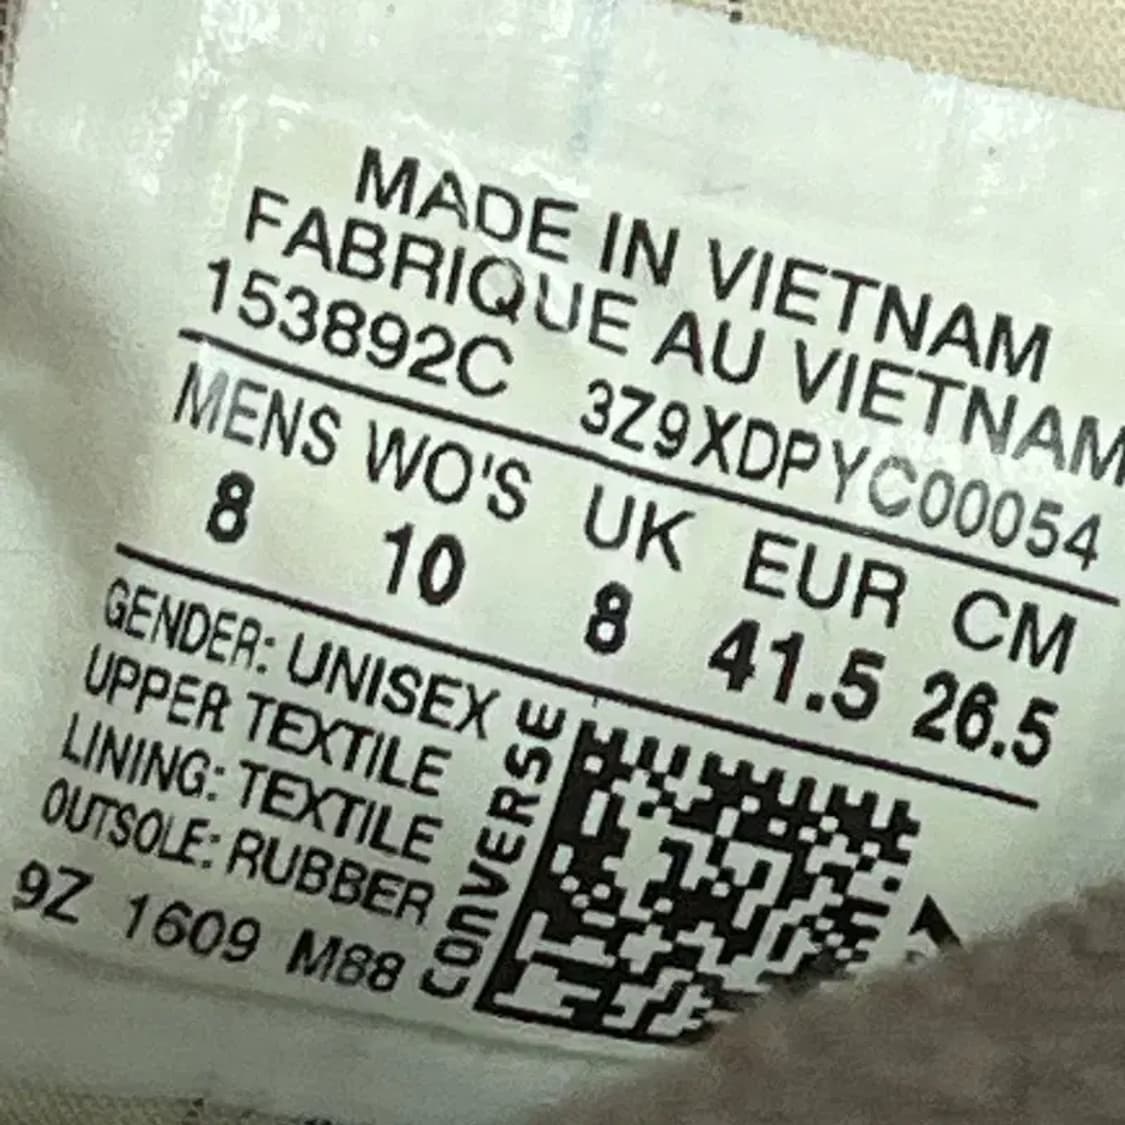 MADE IN VIETNAM
FABRIQUE AU VIETNAM
153892C 3Z9XDPYC00054
MENS WO'S UK EUR CM
8 10 8 41.5 26.5
GENDER: UNISEX
UPPER TEXTILE
LINING: TEXTILE
OUTSOLE: RUBBER
9Z 1609 M88
CONVERSE